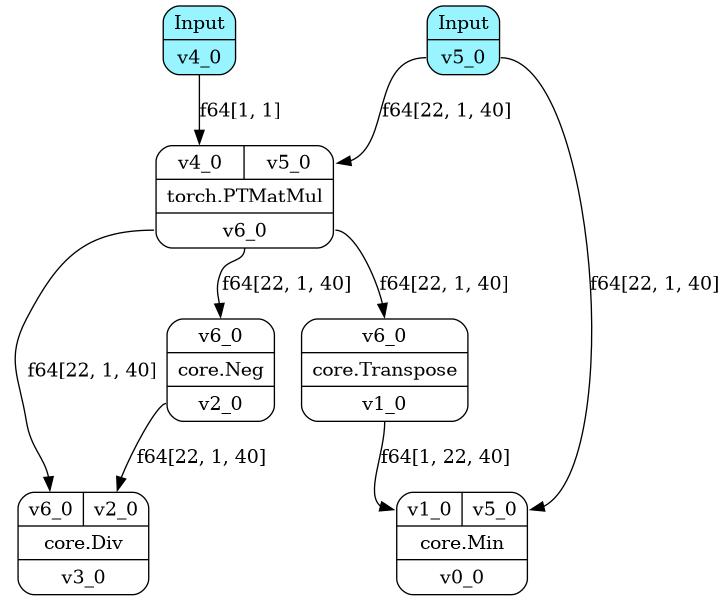 Input
v4_0
Input
v5_0
f64[1, 1]
f64[22, 1, 40]
v4_0 v5_0
torch.PTMatMul
v6_0
f64[22, 1, 40]
f64[22, 1, 40]
f64[22, 1, 40]
f64[22, 1, 40]
v6_0
core.Neg
v2_0
v6_0
core.Transpose
v1_0
f64[22, 1, 40]
f64[1, 22, 40]
v6_0 v2_0
core.Div
v3_0
v1_0 v5_0
core.Min
v0_0